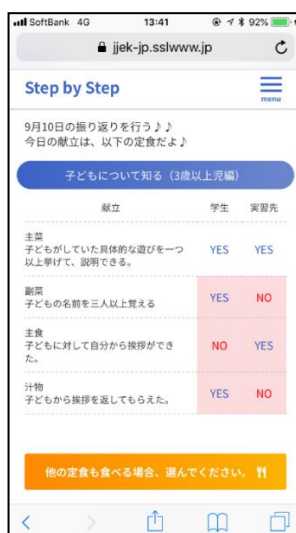 SoftBank 4G 13:41 92%
jjek-jp.sslwww.jp
Step by Step
menu
9月10日の振り返りを行う♪♪
今日の献立は、以下の定食だよ♪
子どもについて知る（3歳以上児編）
献立 学生 実習先
主菜
子どもがしていた具体的な遊びを一つ YES YES
以上挙げて、説明できる。
副菜
子どもの名前を三人以上覚える YES NO
主食
子どもに対して自分から挨拶ができ NO YES
た。
汁物
子どもから挨拶を返してもらえた。 YES NO
他の定食も食べる場合、選んでください。